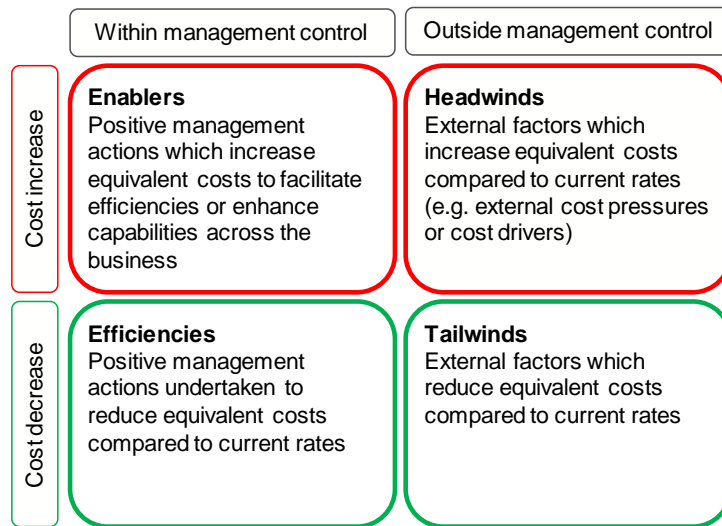 Within management control
Outside management control
Cost increase
Enablers
Positive management
actions which increase
equivalent costs to facilitate
efficiencies or enhance
capabilities across the
business
Headwinds
External factors which
increase equivalent costs
compared to current rates
(e.g. external cost pressures
or cost drivers)
Cost decrease
Efficiencies
Positive management
actions undertaken to
reduce equivalent costs
compared to current rates
Tailwinds
External factors which
reduce equivalent costs
compared to current rates